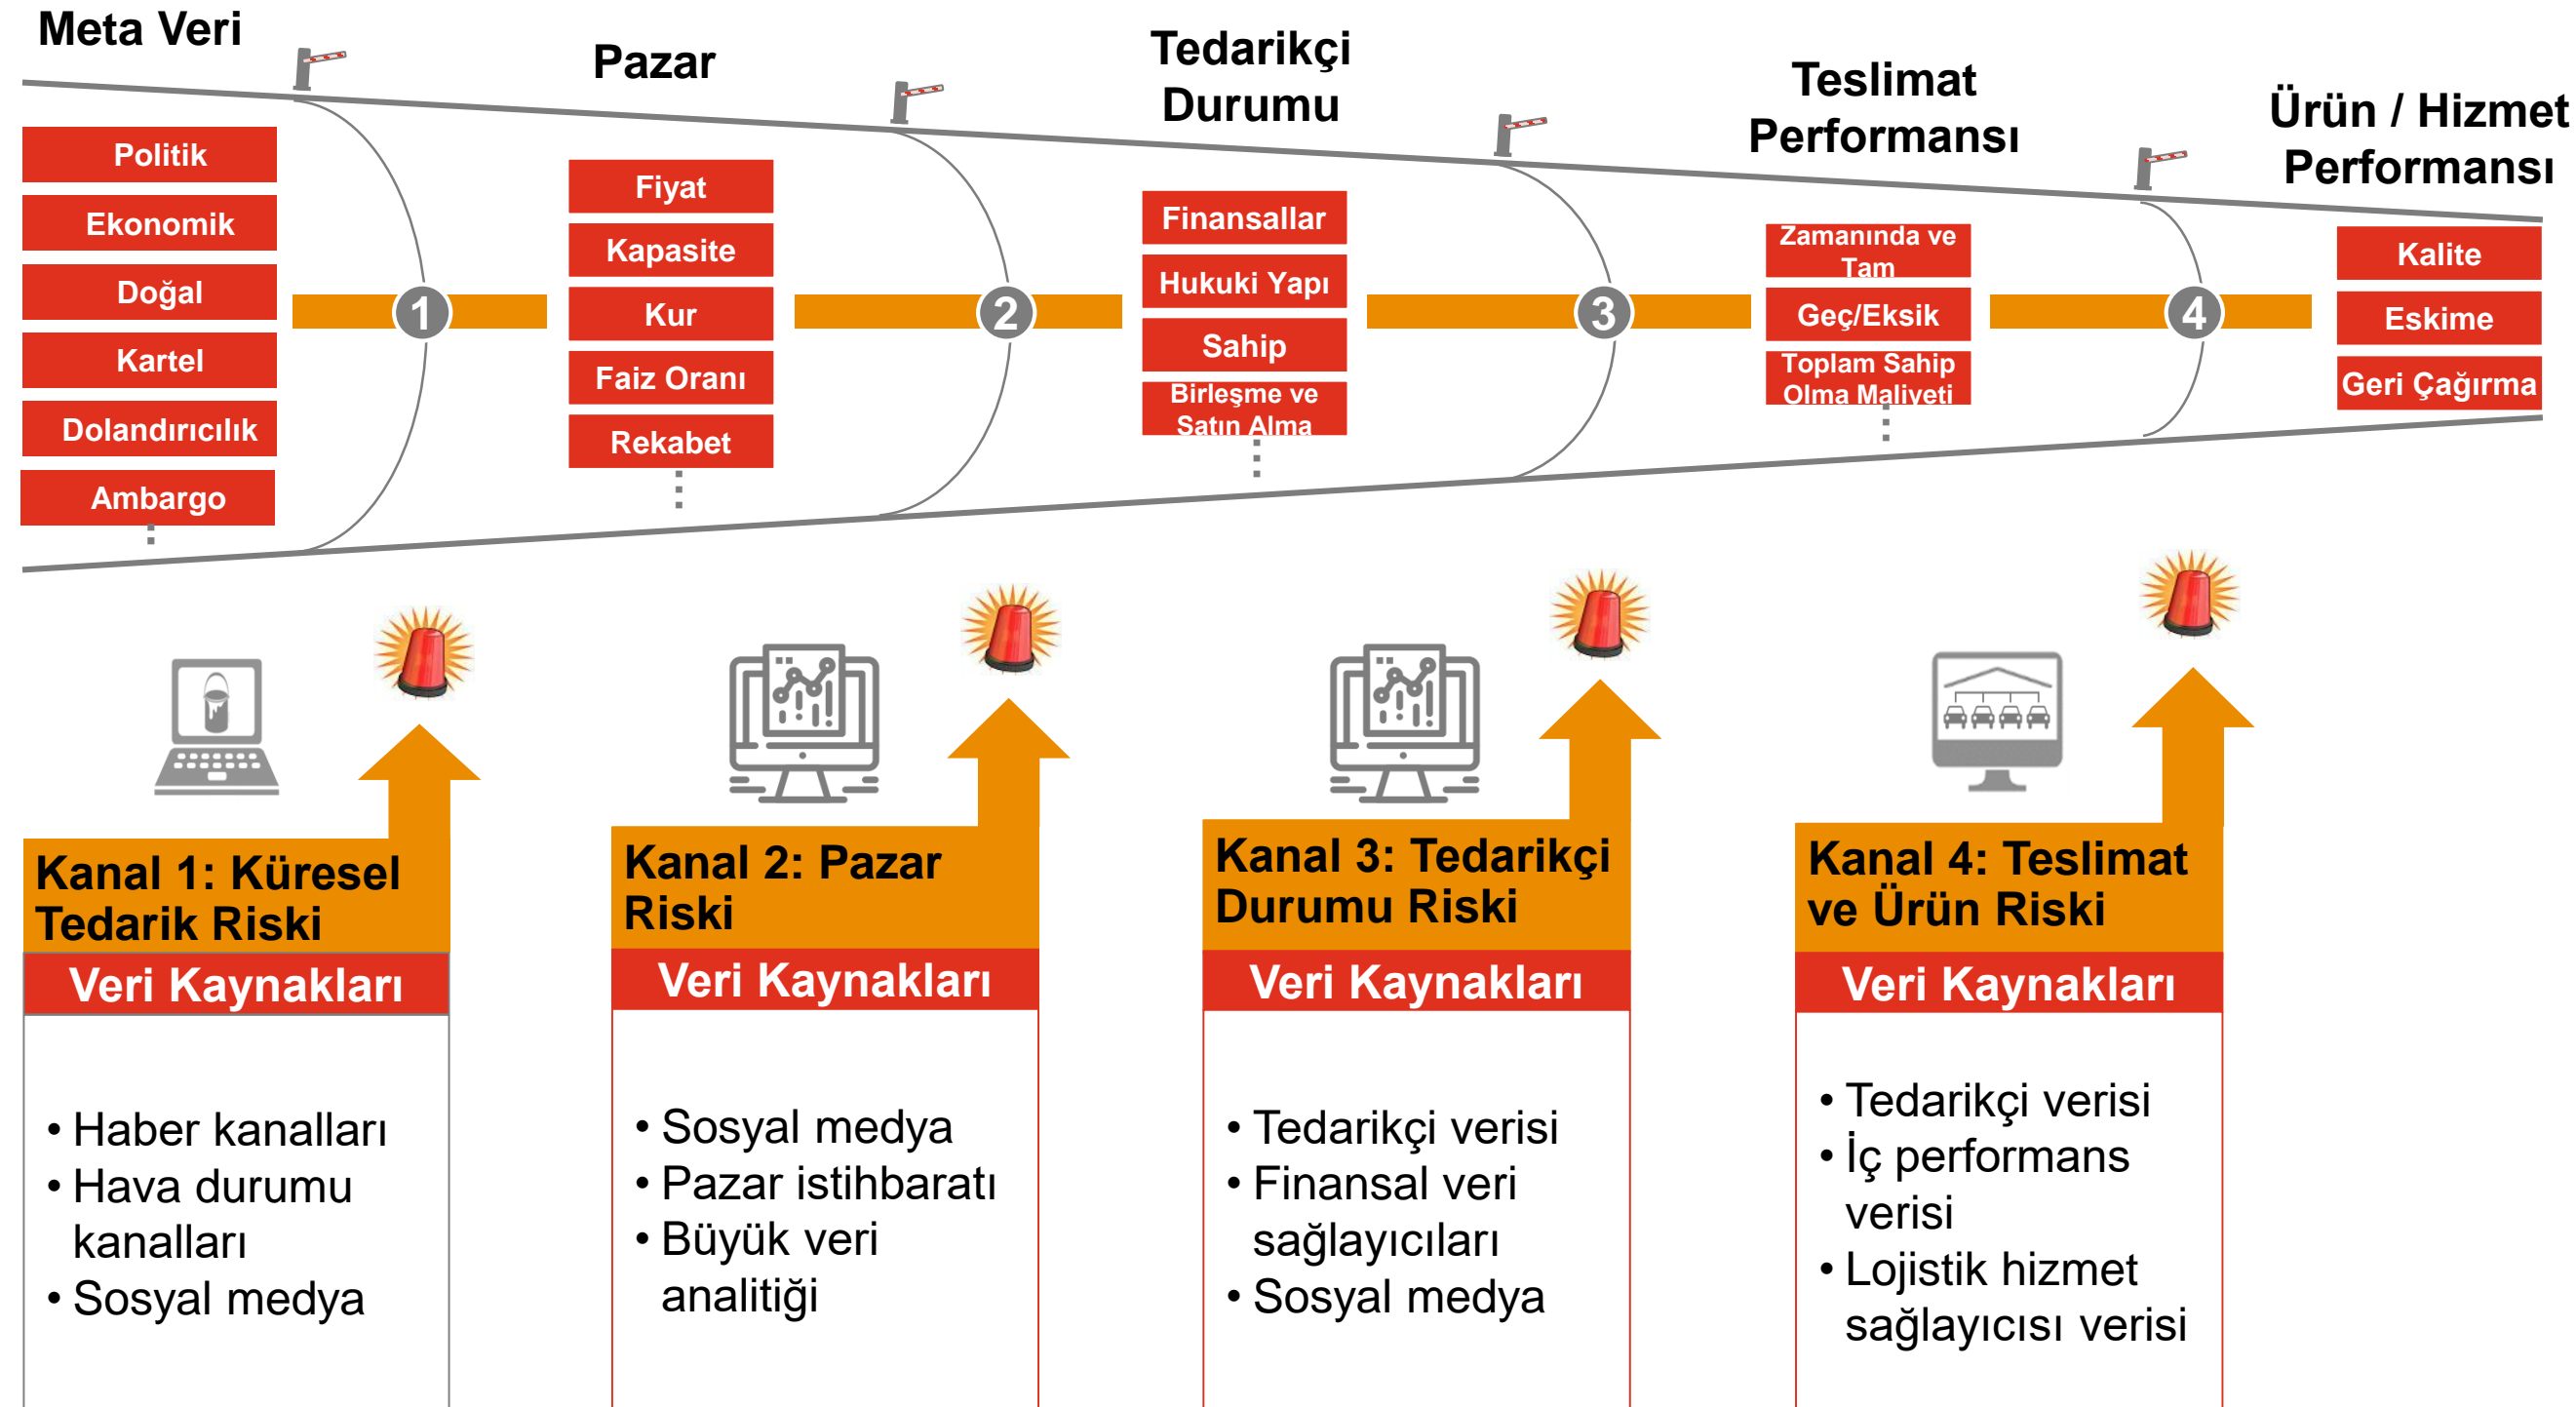 Meta Veri
Politik
Ekonomik
Doğal
Kartel
Dolandırıcılık
Ambargo
1
Pazar
Fiyat
Kapasite
Kur
Faiz Oranı
Rekabet
2
Tedarikçi
Durumu
Finansallar
Hukuki Yapı
Sahip
Birleşme ve
Satın Alma
3
Teslimat
Performansı
Zamanında ve
Tam
Geç/Eksik
Toplam Sahip
Olma Maliyeti
4
Ürün / Hizmet
Performansı
Kalite
Eskime
Geri Çağırma
Kanal 1: Küresel
Tedarik Riski
Veri Kaynakları
• Haber kanalları
• Hava durumu
kanalları
• Sosyal medya
Kanal 2: Pazar
Riski
Veri Kaynakları
• Sosyal medya
• Pazar istihbaratı
• Büyük veri
analitiği
Kanal 3: Tedarikçi
Durumu Riski
Veri Kaynakları
• Tedarikçi verisi
• Finansal veri
sağlayıcıları
• Sosyal medya
Kanal 4: Teslimat
ve Ürün Riski
Veri Kaynakları
• Tedarikçi verisi
• İç performans
verisi
• Lojistik hizmet
sağlayıcısı verisi